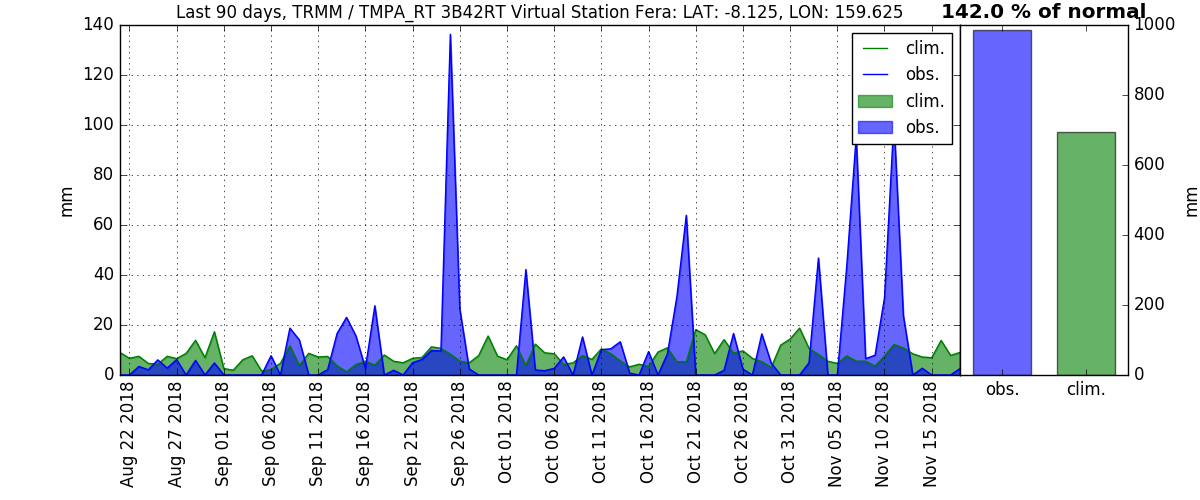 Last 90 days, TRMM / TMPA_RT 3B42RT Virtual Station Fera: LAT: -8.125, LON: 159.625
142.0 % of normal
140
120
100
80
60
40
20
0
mm
clim.
obs.
clim.
obs.
Aug 22 2018
Aug 27 2018
Sep 01 2018
Sep 06 2018
Sep 11 2018
Sep 16 2018
Sep 21 2018
Sep 26 2018
Oct 01 2018
Oct 06 2018
Oct 11 2018
Oct 16 2018
Oct 21 2018
Oct 26 2018
Oct 31 2018
Nov 05 2018
Nov 10 2018
Nov 15 2018
1000
800
600
400
200
0
mm
obs.
clim.